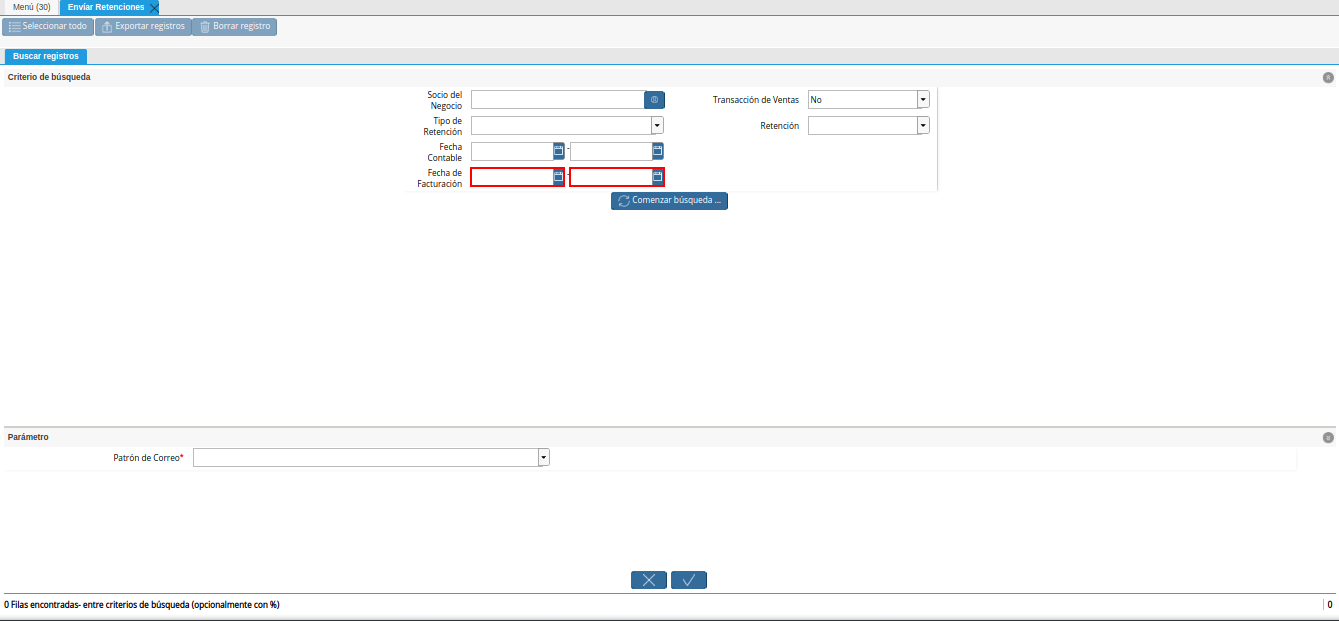 Menú (30) Enviar Retenciones
Seleccionar todo Exportar registros Borrar registro
Buscar registros
Criterio de búsqueda
Socio del
Negocio
Transacción de Ventas No
Tipo de
Retención
Retención
Fecha
Contable
-
Fecha de
Facturación
-
Comenzar búsqueda ...
Parámetro
Patrón de Correo*
0 Filas encontradas- entre criterios de búsqueda (opcionalmente con %) 0